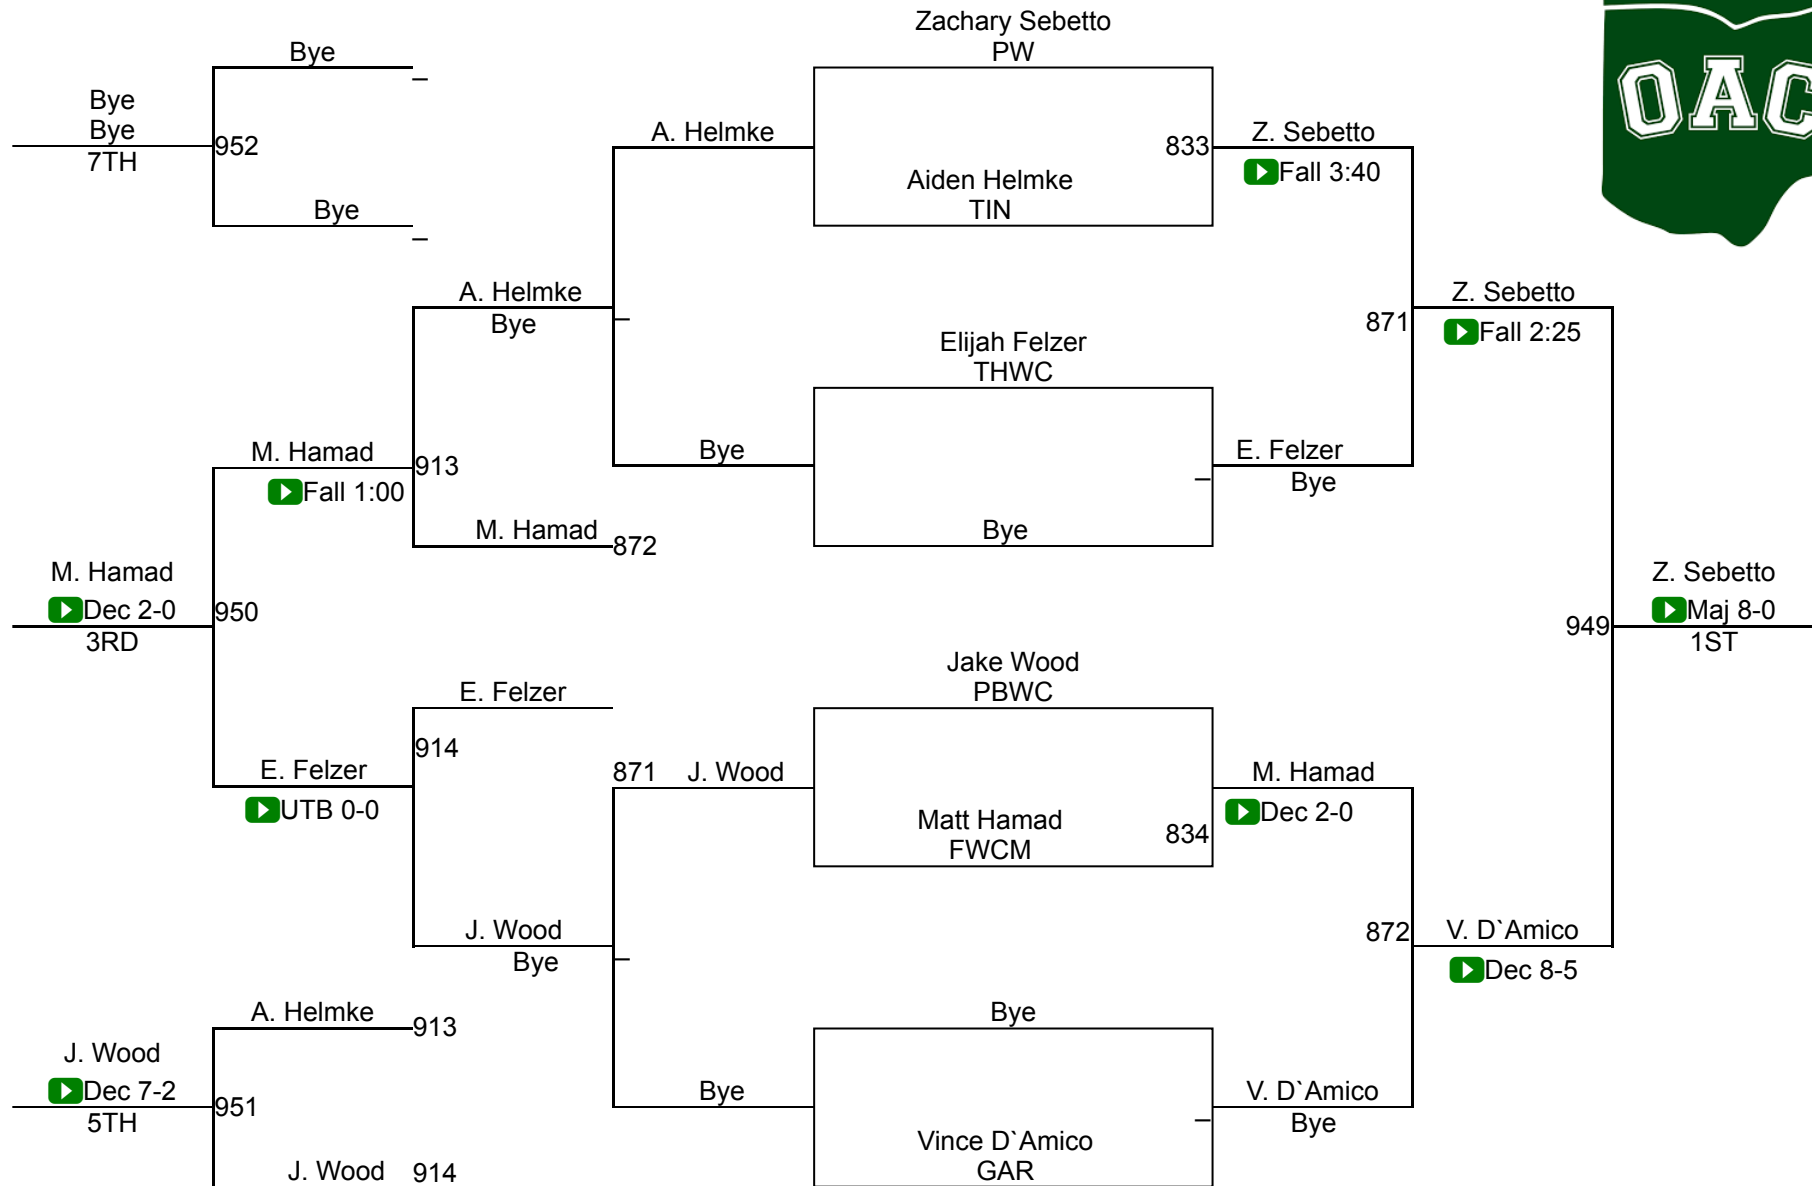 Zachary Sebetto
PW
Bye
Bye
Bye
7TH
952
Bye
A. Helmke
833
Z. Sebetto
Fall 3:40
Aiden Helmke
TIN
OAC
A. Helmke
Bye
Elijah Felzer
THWC
871
Z. Sebetto
Fall 2:25
M. Hamad
Fall 1:00
913
Bye
E. Felzer
Bye
M. Hamad
872
Bye
M. Hamad
Dec 2-0
3RD
950
949
Z. Sebetto
Maj 8-0
1ST
E. Felzer
Jake Wood
PBWC
914
E. Felzer
UTB 0-0
871
J. Wood
M. Hamad
Dec 2-0
Matt Hamad
FWCM
834
J. Wood
Bye
872
V. D`Amico
Dec 8-5
A. Helmke
913
Bye
J. Wood
Dec 7-2
5TH
951
Bye
V. D`Amico
Bye
J. Wood
914
Vince D`Amico
GAR